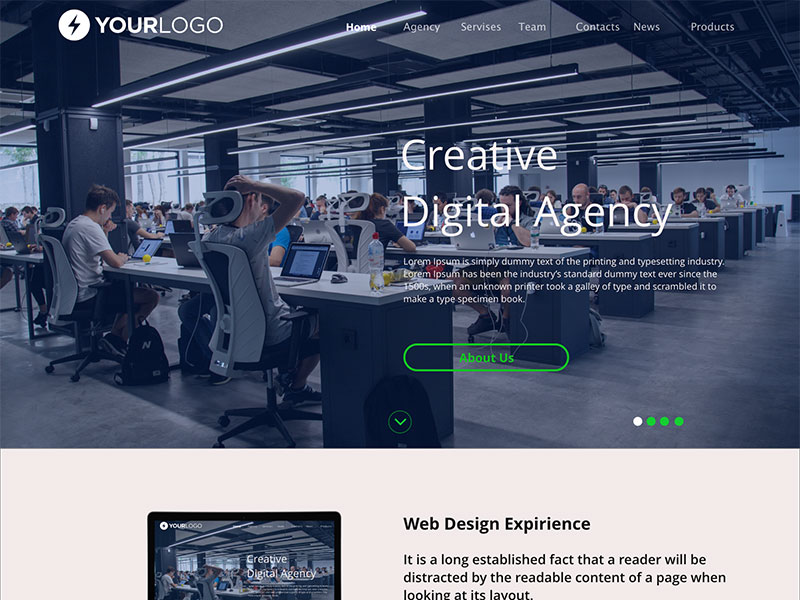 YOURLOGO
Home Agency Servises Team Contacts News Products
Creative
Digital Agency
Lorem Ipsum is simply dummy text of the printing and typesetting industry.
Lorem Ipsum has been the industry's standard dummy text ever since the
1500s, when an unknown printer took a galley of type and scrambled it to
make a type specimen book.
About Us
YOURLOGO
Creative
Digital Agency
Web Design Expirience
It is a long established fact that a reader will be
distracted by the readable content of a page when
looking at its layout.